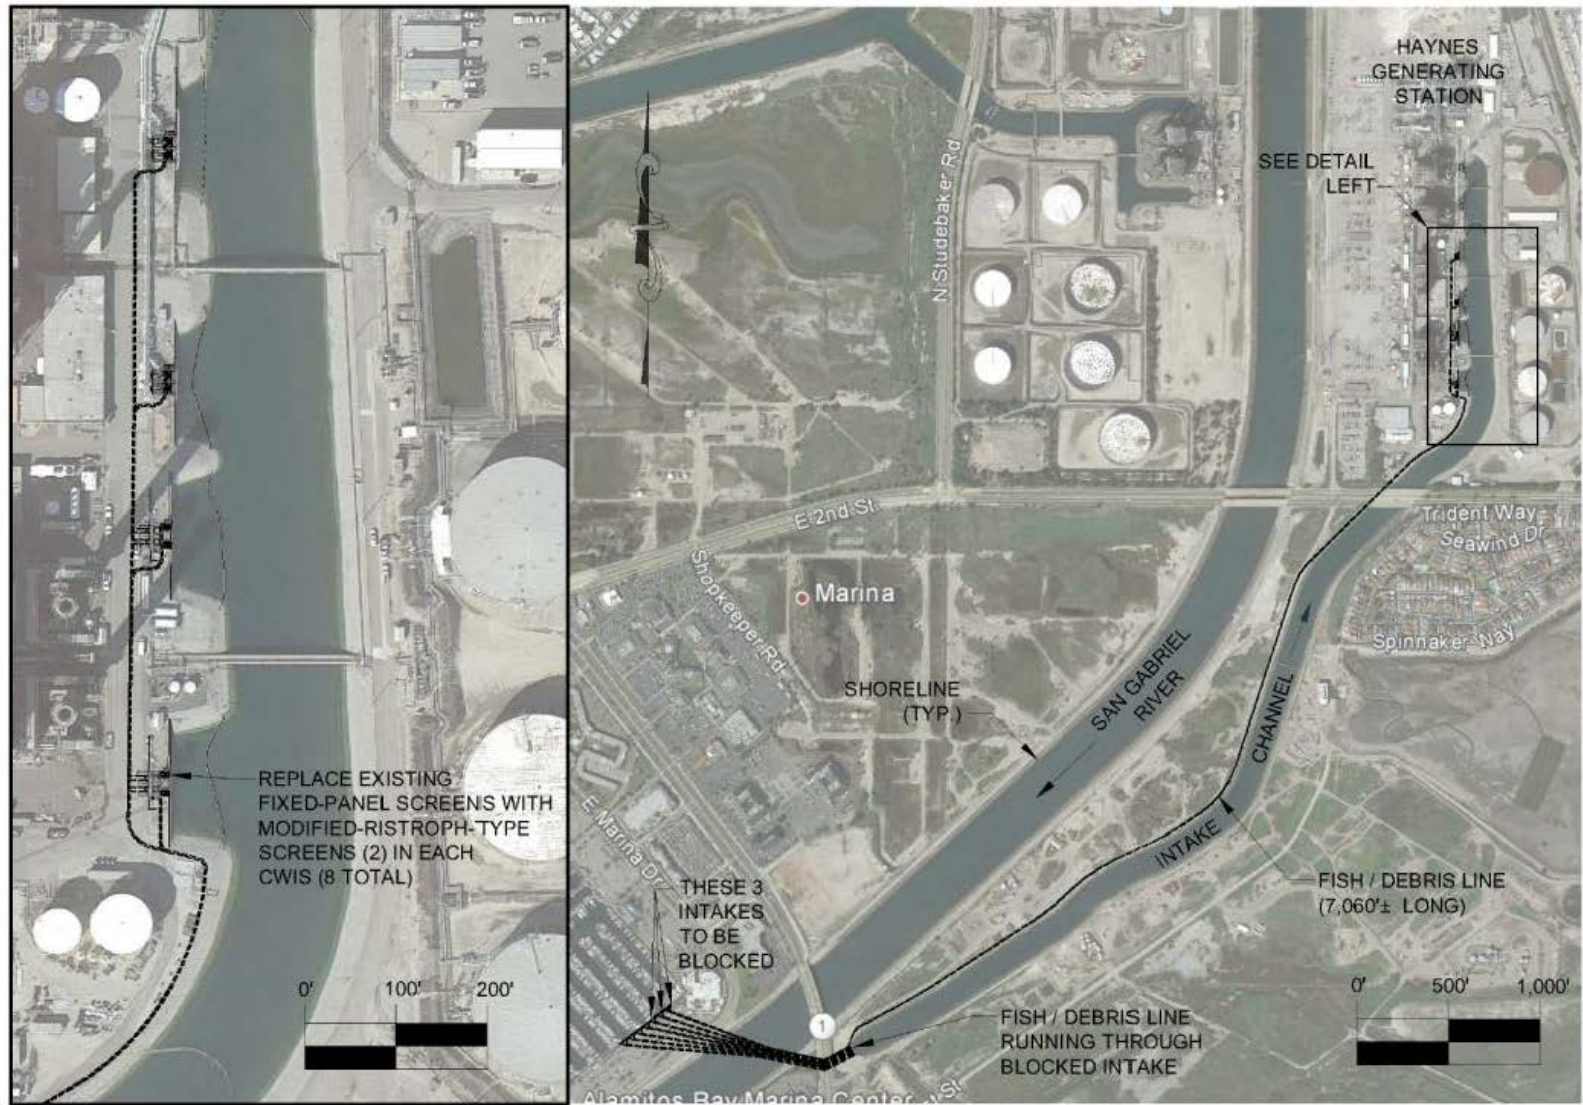 REPLACE EXISTING
FIXED-PANEL SCREENS WITH
MODIFIED-RISTROPH-TYPE
SCREENS (2) IN EACH
CWIS (8 TOTAL)
0' 100' 200'
HAYNES
GENERATING
STATION
SEE DETAIL
LEFT
N Studebaker Rd
E 2nd St
Trident Way
Seawind Dr
Spinnaker Way
Shopkeeper Rd
Marina
SHORELINE
(TYP.)
SAN GABRIEL
RIVER
INTAKE CHANNEL
E Marina Dr
THESE 3
INTAKES
TO BE
BLOCKED
FISH / DEBRIS LINE
(7,060'± LONG)
0' 500' 1,000'
1
FISH / DEBRIS LINE
RUNNING THROUGH
BLOCKED INTAKE
Alamitos Bay Marina Center
St